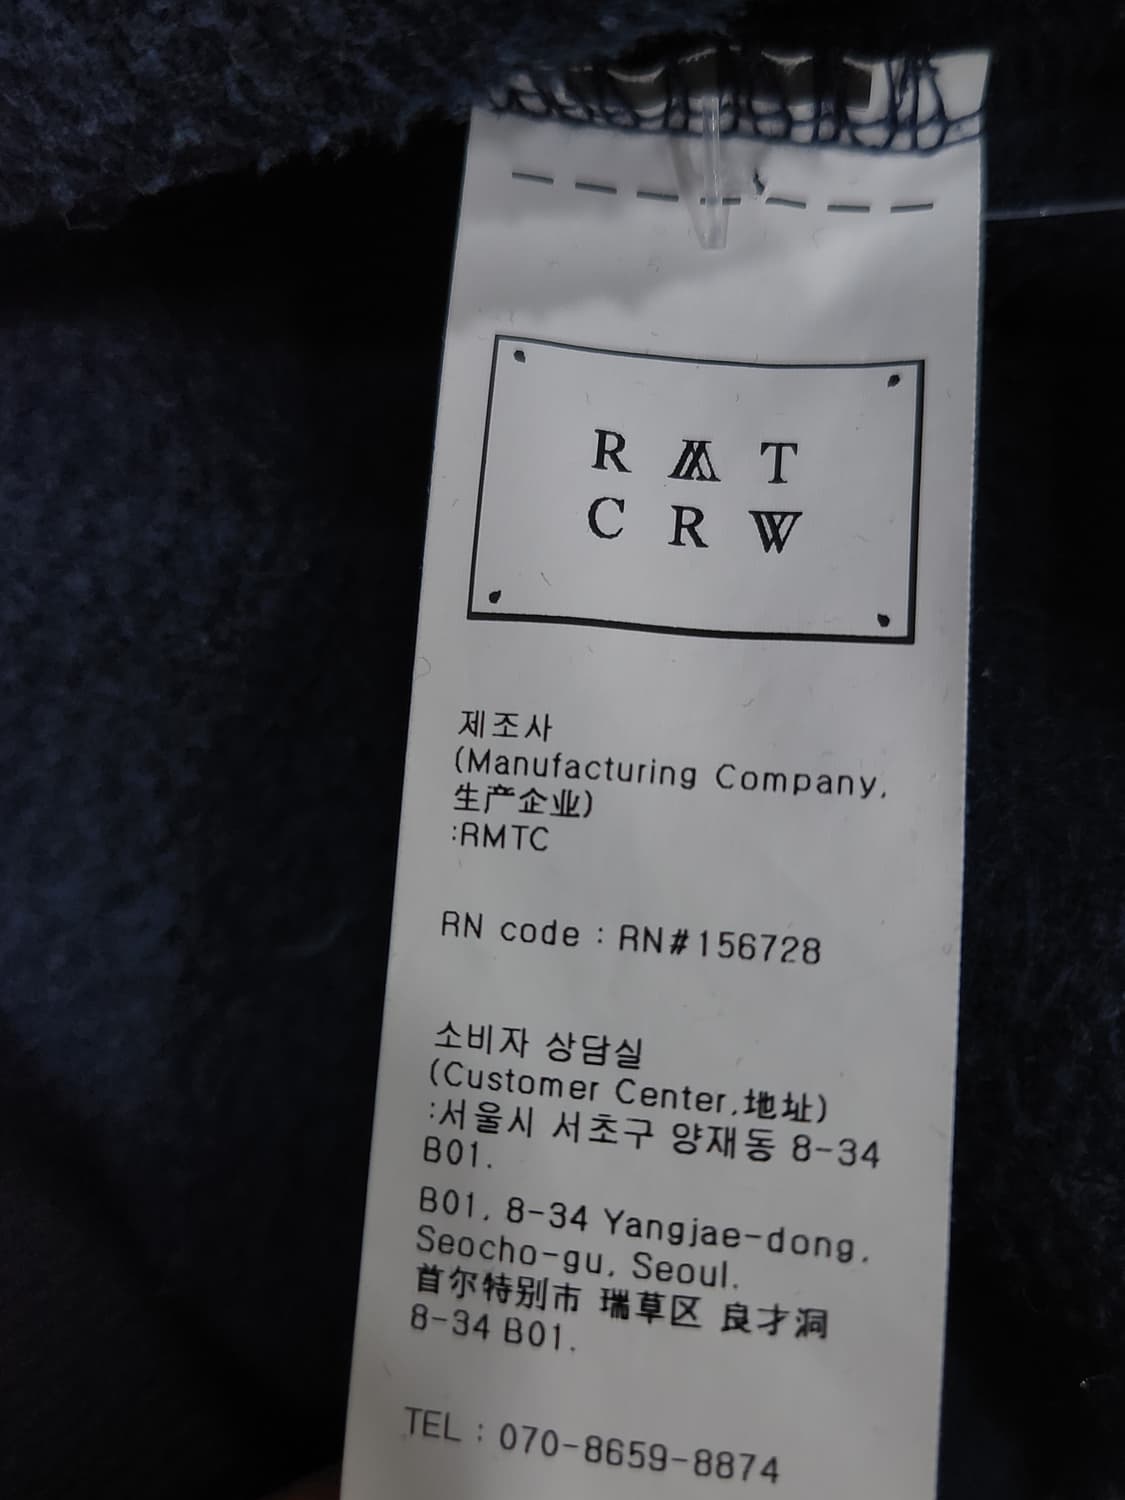 R M T
C R W
제조사
(Manufacturing Company,
生产企业)
:RMTC
RN code : RN#156728
소비자 상담실
(Customer Center,地址)
:서울시 서초구 양재동 8-34
B01.
B01, 8-34 Yangjae-dong,
Seocho-gu, Seoul.
首尔特别市 瑞草区 良才洞
8-34 B01.
TEL : 070-8659-8874